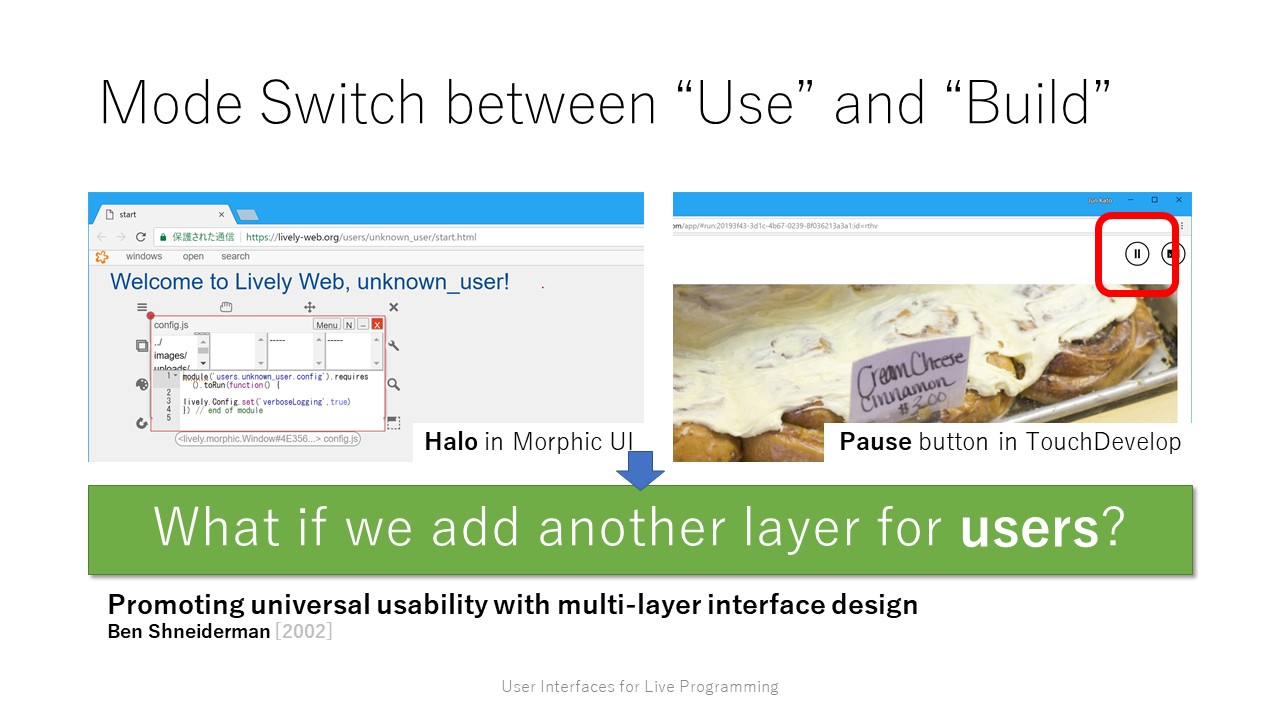 Mode Switch between “Use” and “Build”
start
保護された通信 | https://lively-web.org/users/unknown_user/start.html
windows open search
Welcome to Lively Web, unknown_user!
config.js Menu N – X
../
images/
uploads/
----- -----
1 module('users.unknown_user.config').requires
().toRun(function() {
2
3 lively.Config.set('verboseLogging',true)
4 }) // end of module
5
<lively.morphic.Window#4E356...> config.js
Halo in Morphic UI
Jun Kato
om/app/#run:20193f43-3d1c-4b67-0239-8f036213a3a1:id=rthv
Cream Cheese
Cinnamon
$3.00
Pause button in TouchDevelop
What if we add another layer for users?
Promoting universal usability with multi-layer interface design
Ben Shneiderman [2002]
User Interfaces for Live Programming